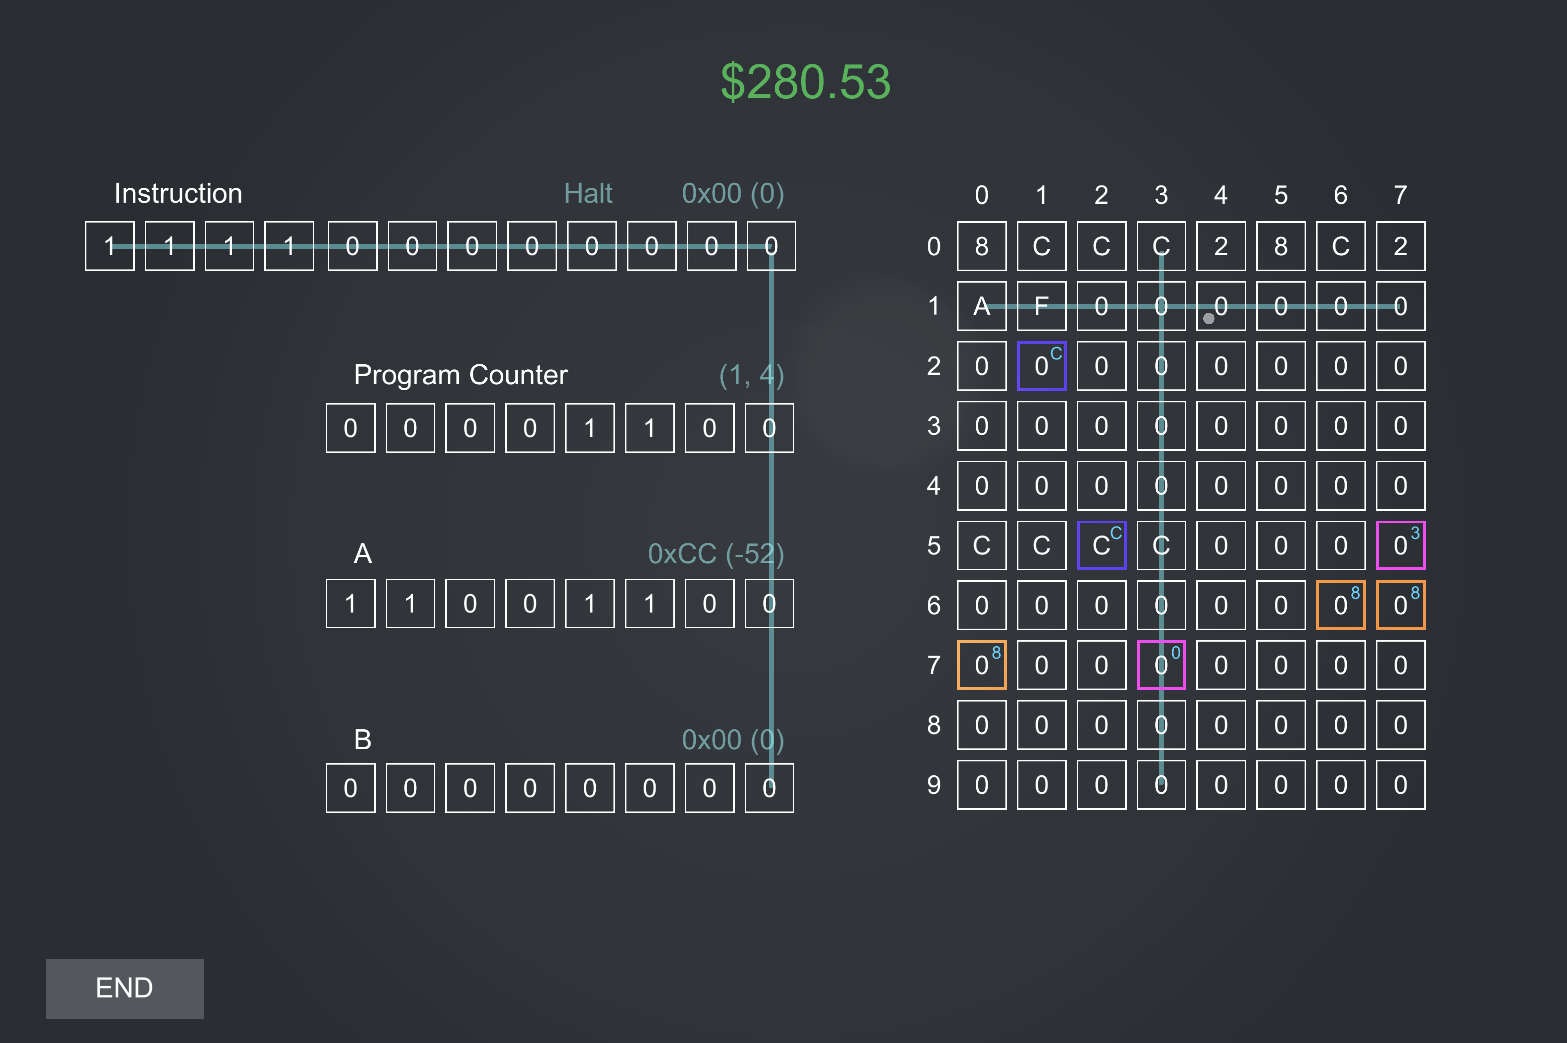 $280.53
Instruction Halt 0x00 (0)
1 1 1 1 0 0 0 0 0 0 0 0
Program Counter (1, 4)
0 0 0 0 1 1 0 0
A 0xCC (-52)
1 1 0 0 1 1 0 0
B 0x00 (0)
0 0 0 0 0 0 0 0
0 1 2 3 4 5 6 7
0 8 C C C 2 8 C 2
1 A F 0 0 0 0 0 0
2 0 0 C 0 0 0 0 0 0
3 0 0 0 0 0 0 0 0
4 0 0 0 0 0 0 0 0
5 C C C C C 0 0 0 0 3
6 0 0 0 0 0 0 0 8 0 8
7 0 8 0 0 0 0 0 0 0 0
8 0 0 0 0 0 0 0 0
9 0 0 0 0 0 0 0 0
END